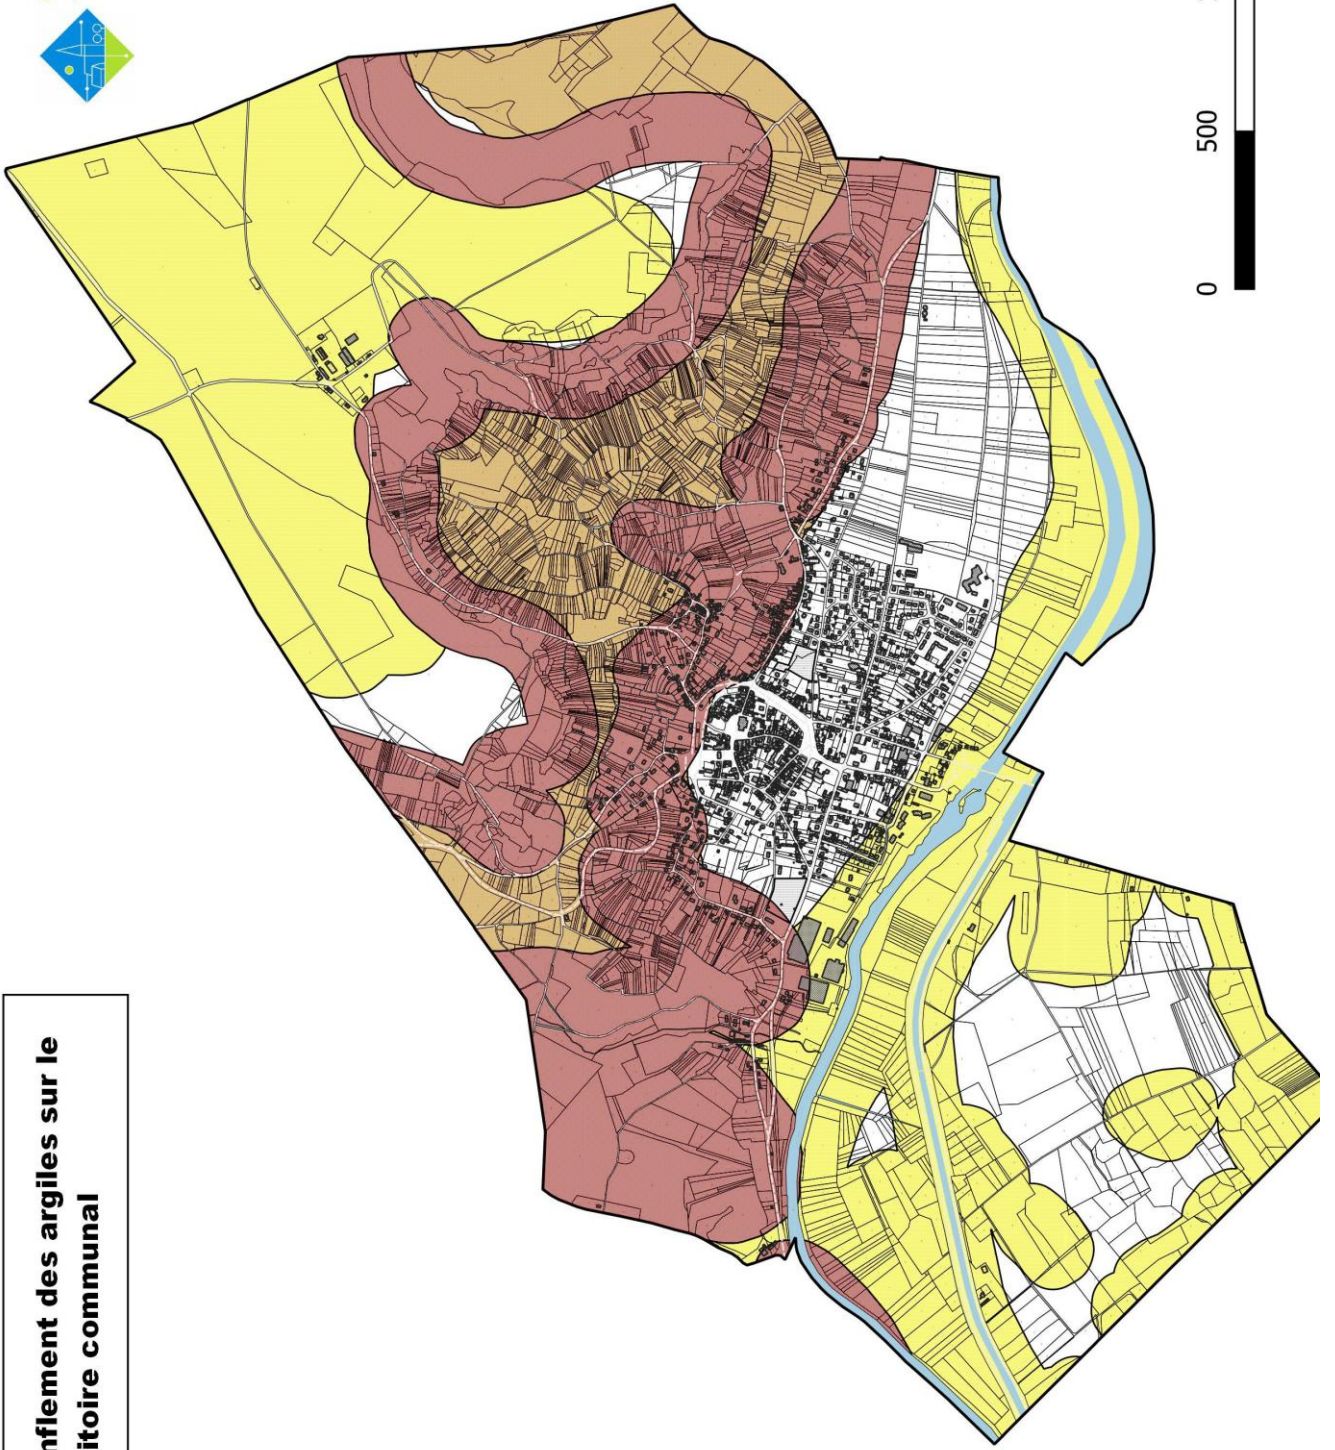 nflement des argiles sur le
itoire communal
0
500